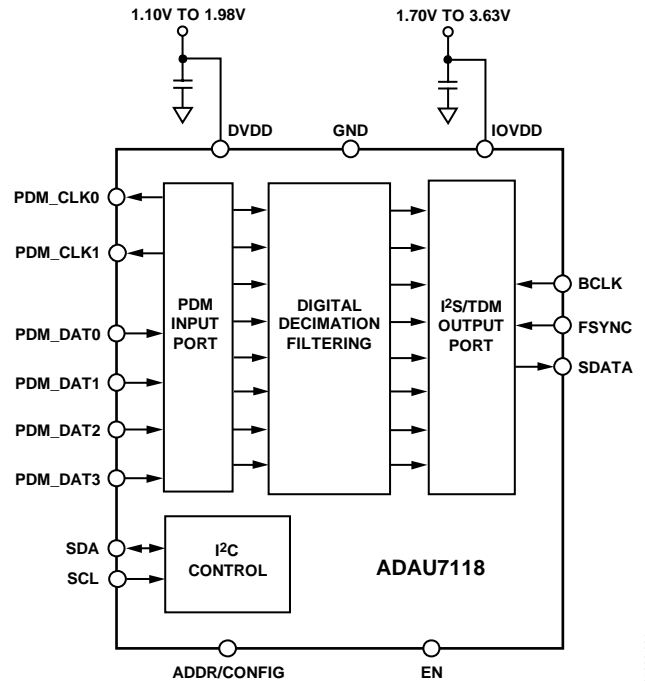 1.10V TO 1.98V
1.70V TO 3.63V
DVDD
GND
IOVDD
PDM_CLK0
PDM_CLK1
PDM_DAT0
PDM_DAT1
PDM_DAT2
PDM_DAT3
PDM
INPUT
PORT
DIGITAL
DECIMATION
FILTERING
I²S/TDM
OUTPUT
PORT
BCLK
FSYNC
SDATA
SDA
SCL
I²C
CONTROL
ADAU7118
ADDR/CONFIG
EN